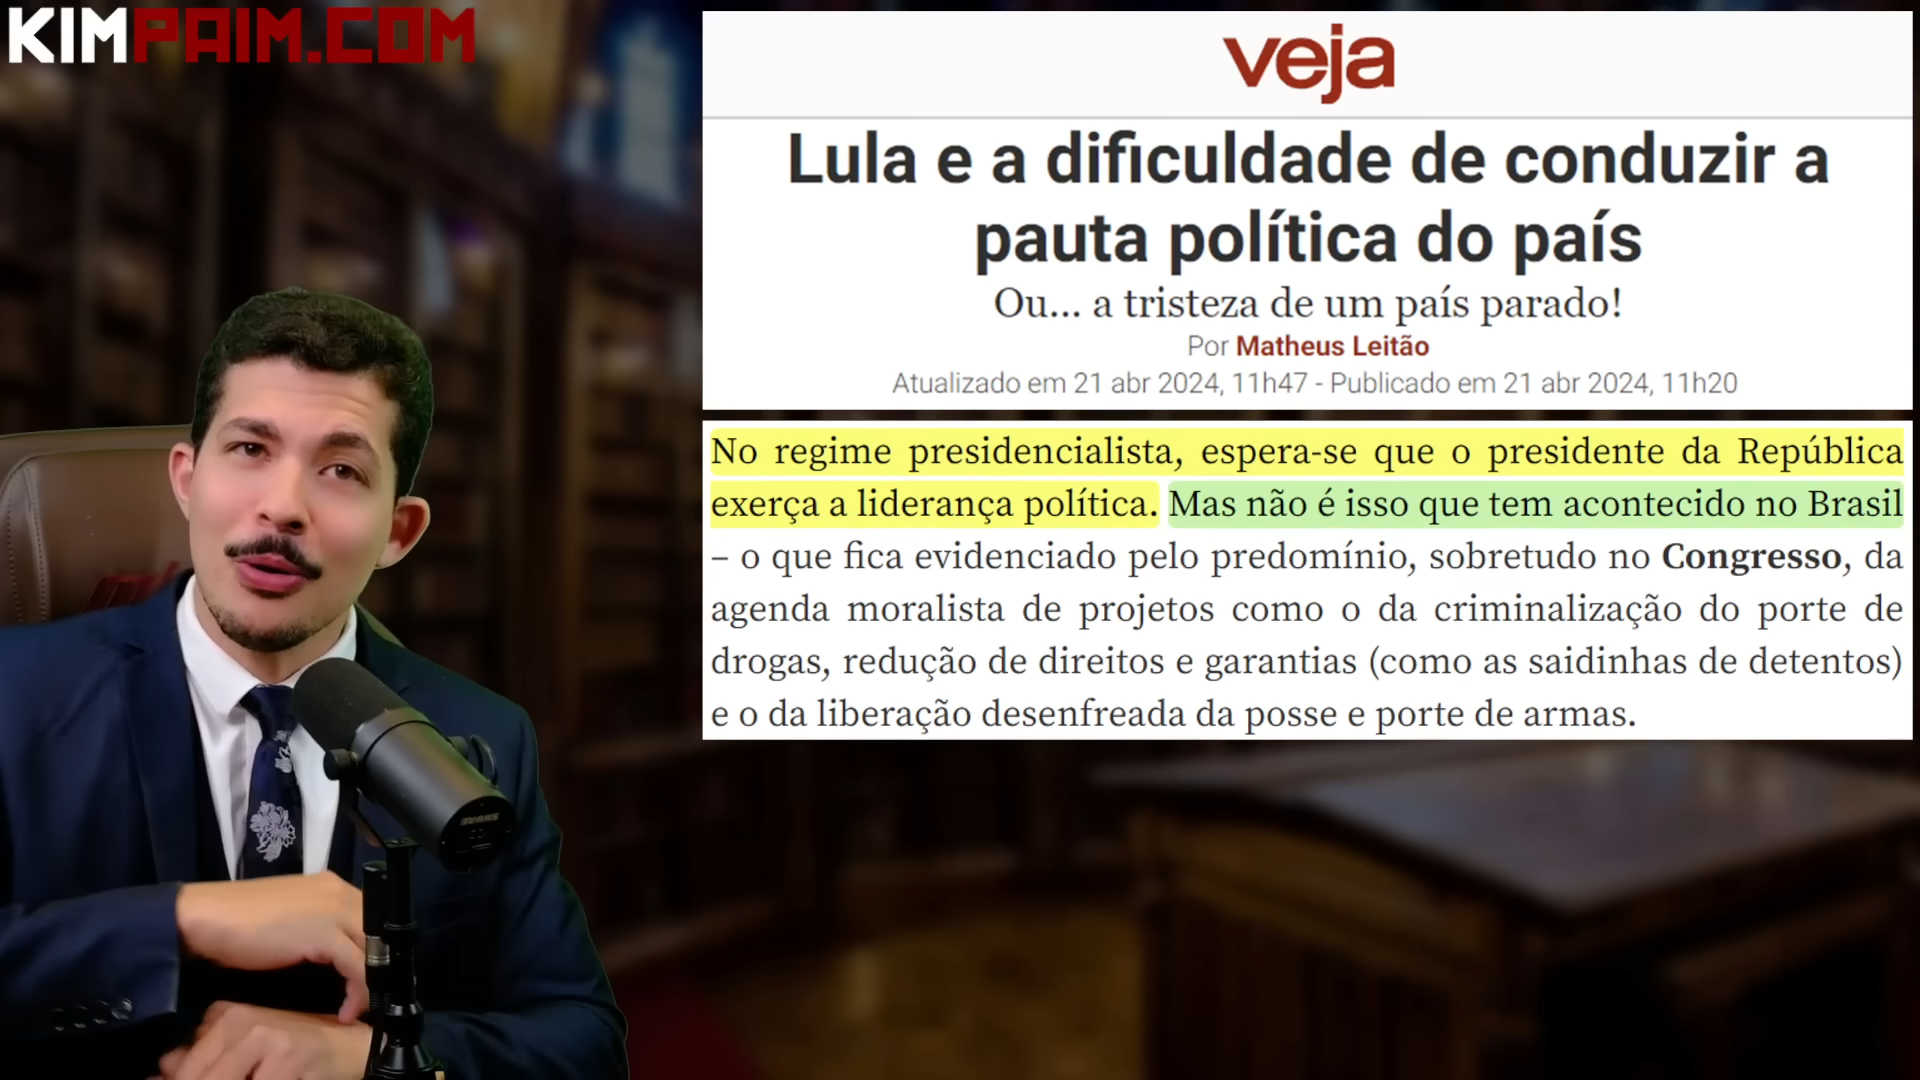 KIMPAIM.COM
veja
Lula e a dificuldade de conduzir a
pauta política do país
Ou... a tristeza de um país parado!
Por Matheus Leitão
Atualizado em 21 abr 2024, 11h47 - Publicado em 21 abr 2024, 11h20
No regime presidencialista, espera-se que o presidente da República
exerça a liderança política. Mas não é isso que tem acontecido no Brasil
– o que fica evidenciado pelo predomínio, sobretudo no Congresso, da
agenda moralista de projetos como o da criminalização do porte de
drogas, redução de direitos e garantias (como as saidinhas de detentos)
e o da liberação desenfreada da posse e porte de armas.
SHURE